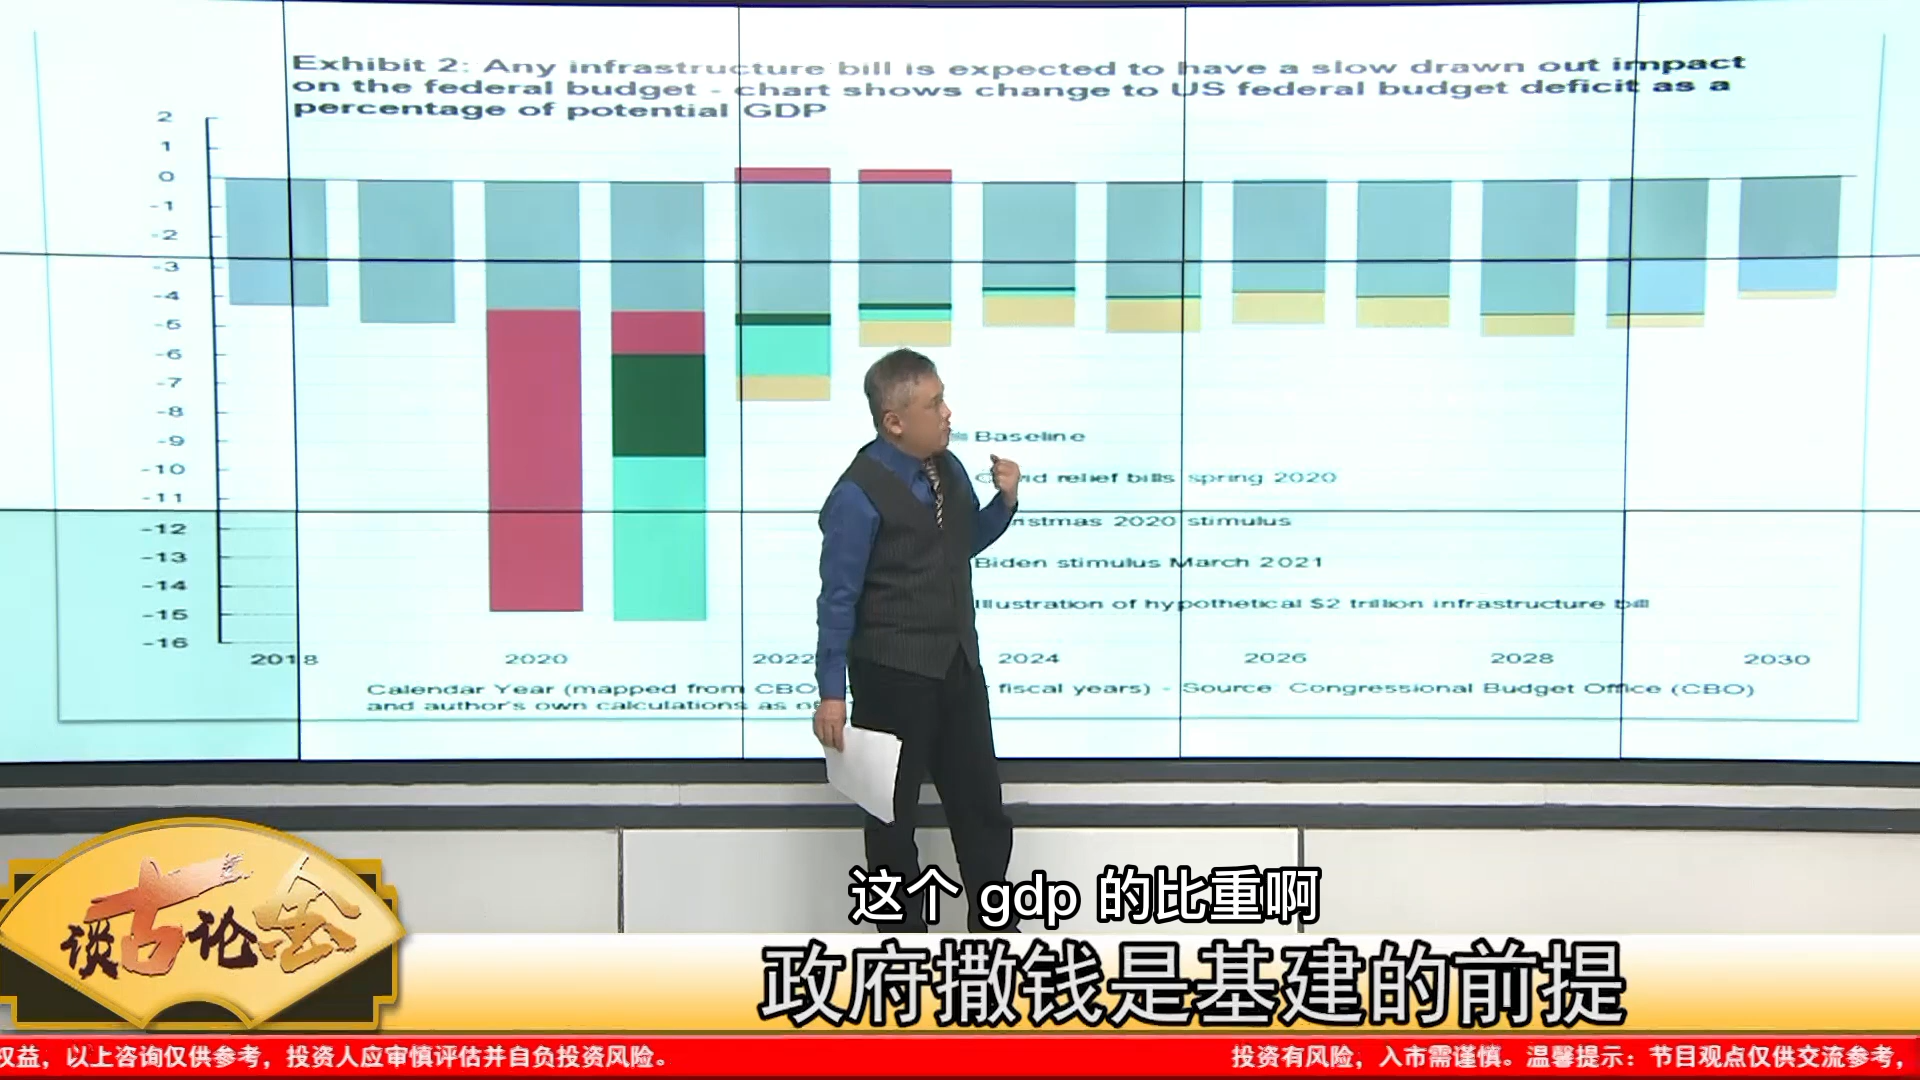 Exhibit 2: Any infrastructure bill is expected to have a slow drawn out impact
on the federal budget - chart shows change to US federal budget deficit as a
percentage of potential GDP
2
1
0
-1
-2
-3
-4
-5
-6
-7
-8
-9
-10
-11
-12
-13
-14
-15
-16
Baseline
relief bills spring 2020
2020 stimulus
Biden stimulus March 2021
Illustration of hypothetical $2 trillion infrastructure bill
2018 2020 2022 2024 2026 2028 2030
Calendar Year (mapped from CBO fiscal years) - Source: Congressional Budget Office (CBO)
and author's own calculations as
这个 gdp 的比重啊
谈古论金
政府撒钱是基建的前提
权益，以上咨询仅供参考，投资人应审慎评估并自负投资风险。 投资有风险，入市需谨慎。温馨提示：节目观点仅供交流参考，